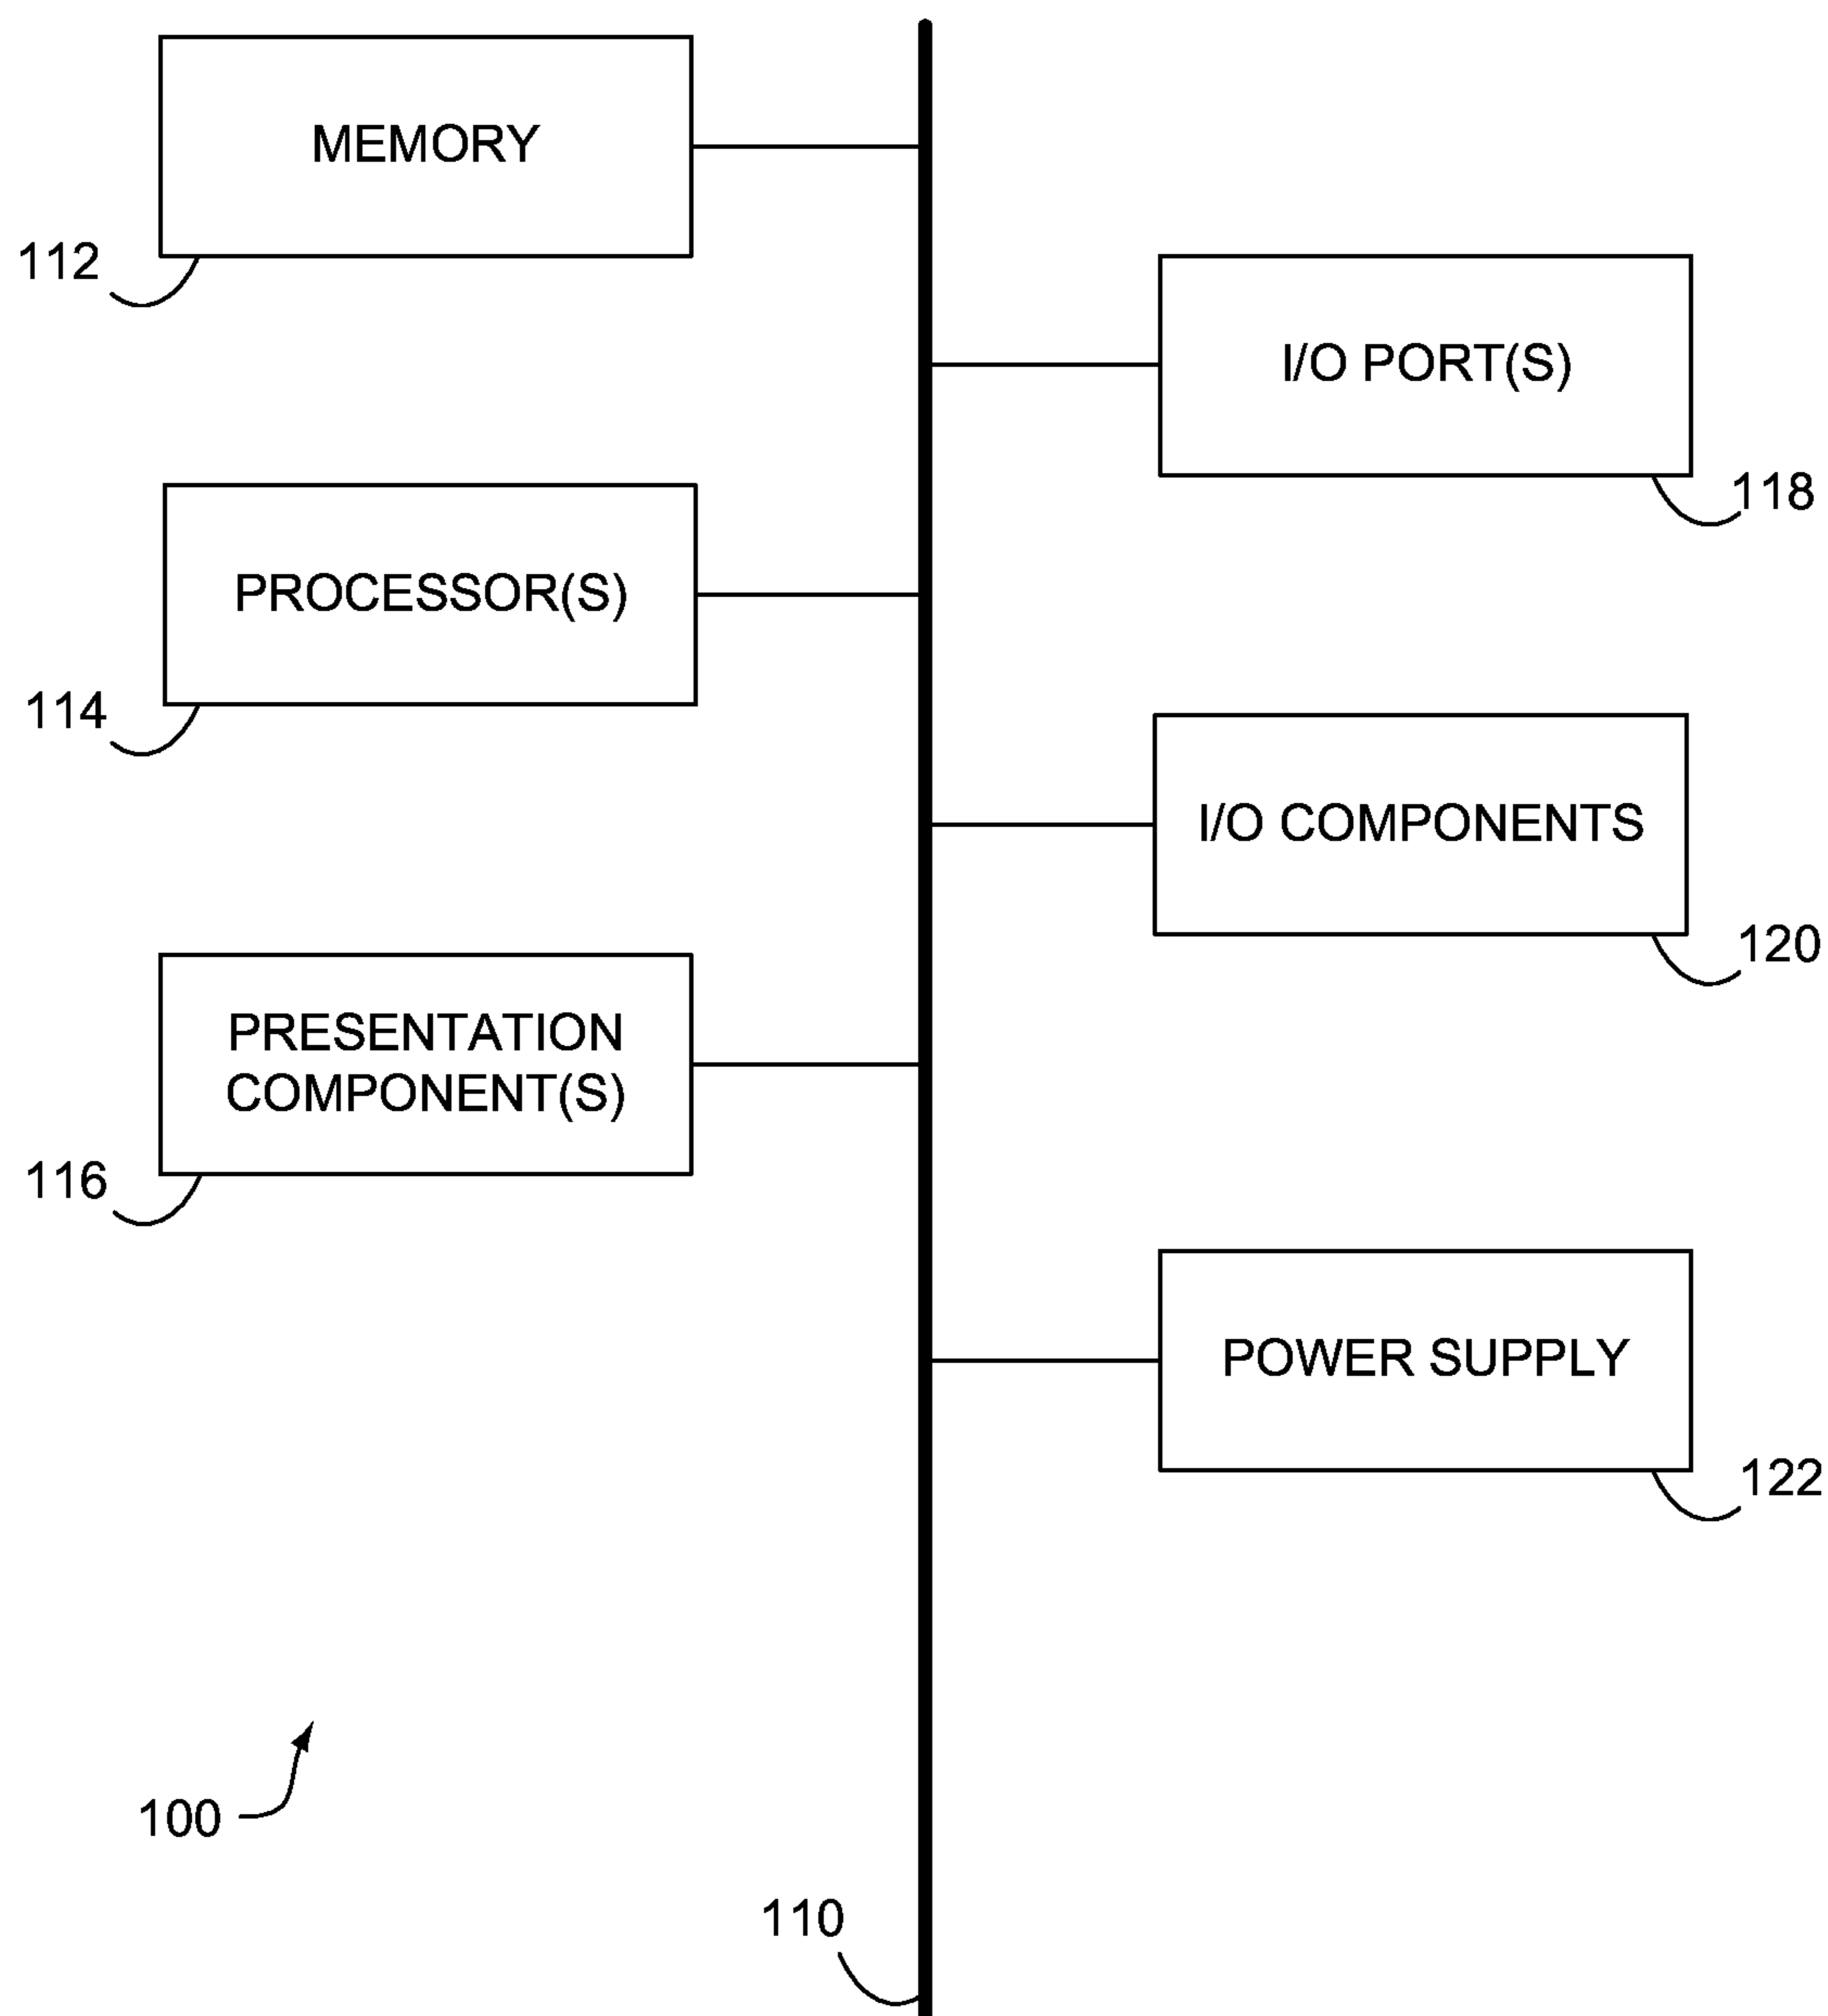 MEMORY
112
I/O PORT(S)
118
PROCESSOR(S)
114
I/O COMPONENTS
120
PRESENTATION
COMPONENT(S)
116
POWER SUPPLY
122
100
110